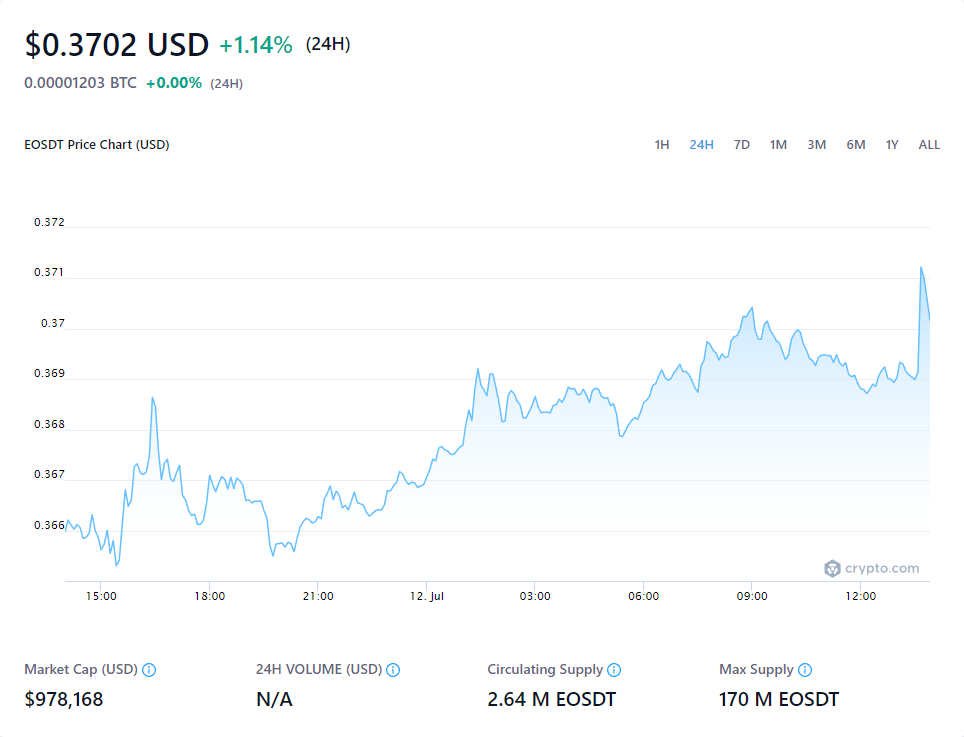 $0.3702 USD +1.14% (24H)
0.00001203 BTC +0.00% (24H)
EOSDT Price Chart (USD) 1H 24H 7D 1M 3M 6M 1Y ALL
0.372
0.371
0.37
0.369
0.368
0.367
0.366
crypto.com
15:00 18:00 21:00 12. Jul 03:00 06:00 09:00 12:00
Market Cap (USD) 24H VOLUME (USD) Circulating Supply Max Supply
$978,168 N/A 2.64 M EOSDT 170 M EOSDT